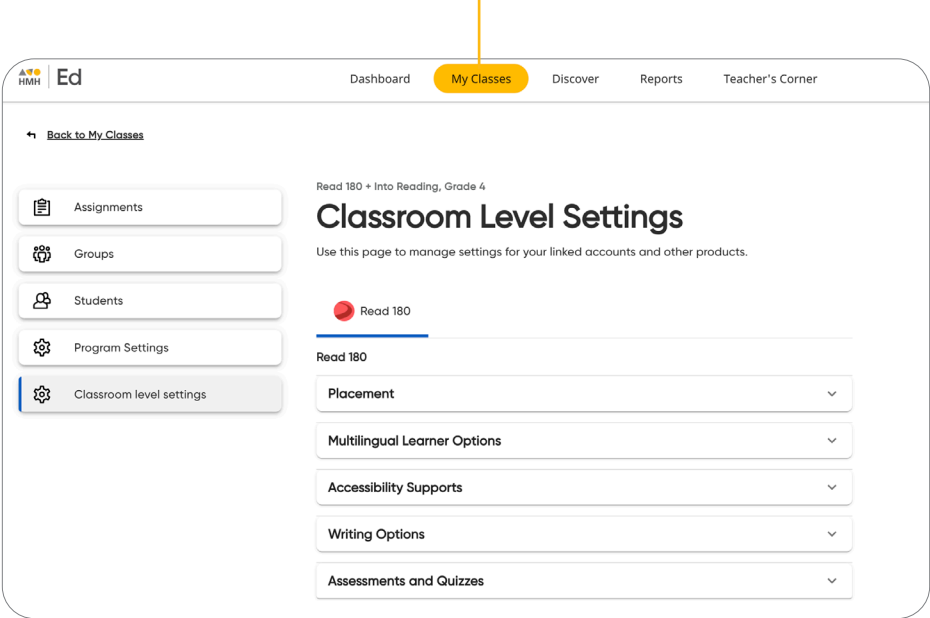 HMH Ed
Dashboard
My Classes
Discover
Reports
Teacher's Corner
Back to My Classes
Assignments
Groups
Students
Program Settings
Classroom level settings
Read 180 + Into Reading, Grade 4
Classroom Level Settings
Use this page to manage settings for your linked accounts and other products.
Read 180
Read 180
Placement
Multilingual Learner Options
Accessibility Supports
Writing Options
Assessments and Quizzes